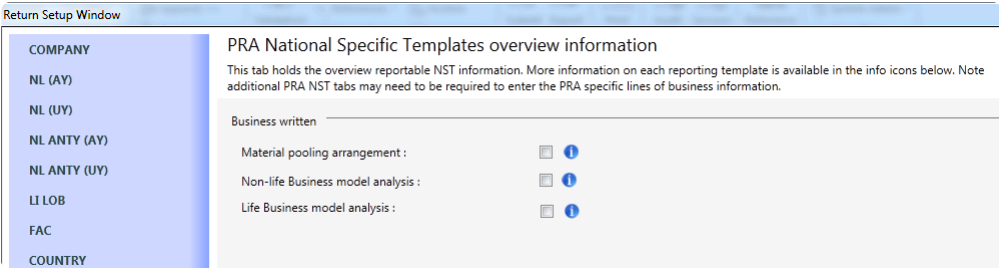 Return Setup Window
COMPANY
NL (AY)
NL (UY)
NL ANTY (AY)
NL ANTY (UY)
LI LOB
FAC
COUNTRY
PRA National Specific Templates overview information
This tab holds the overview reportable NST information. More information on each reporting template is available in the info icons below. Note
additional PRA NST tabs may need to be required to enter the PRA specific lines of business information.
Business written
Material pooling arrangement :
Non-life Business model analysis :
Life Business model analysis :